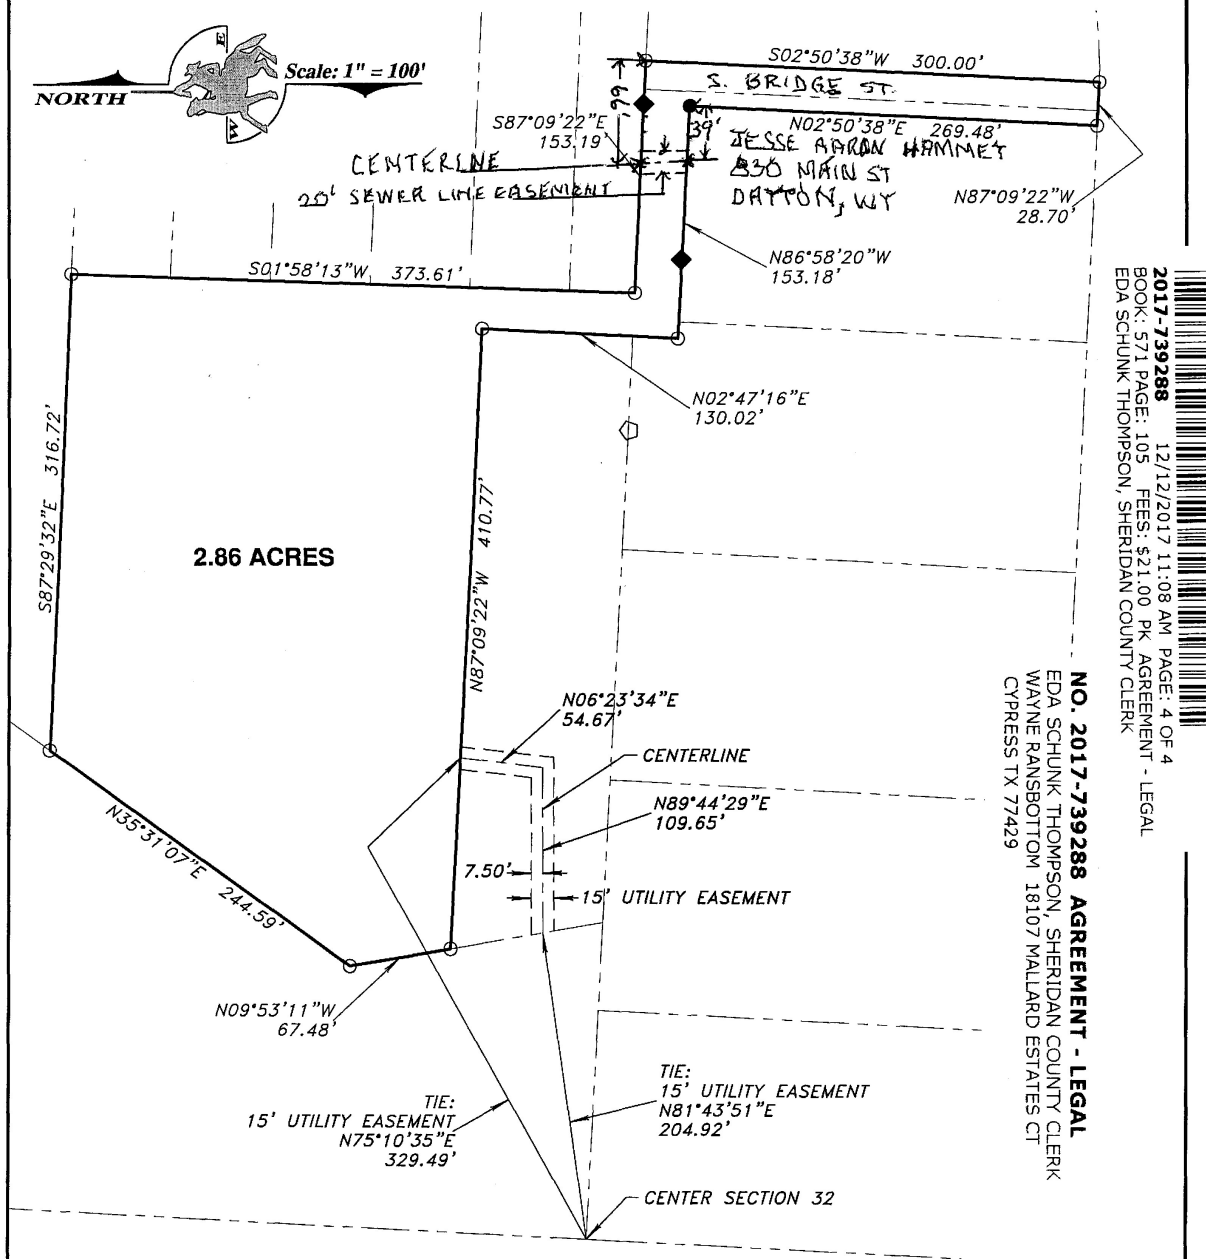 E
NORTH
Scale: 1" = 100'
W
S02°50'38"W 300.00'
S. BRIDGE ST.
66'
S87°09'22"E
153.19'
39'
N02°50'38"E 269.48'
CENTERLINE
JESSE AARON HAMMET
830 MAIN ST
20' SEWER LINE EASEMENT
DAYTON, WY
N87°09'22"W
28.70'
N86°58'20"W
153.18'
S01°58'13"W 373.61'
N02°47'16"E
130.02'
S87°29'32"E 316.72'
N87°09'22"W 410.77'
2.86 ACRES
N06°23'34"E
54.67'
CENTERLINE
N89°44'29"E
109.65'
7.50'
15' UTILITY EASEMENT
N35°31'07"E 244.59'
N09°53'11"W
67.48'
TIE:
15' UTILITY EASEMENT
N75°10'35"E
329.49'
TIE:
15' UTILITY EASEMENT
N81°43'51"E
204.92'
CENTER SECTION 32
2017-739288 12/12/2017 11:08 AM PAGE: 4 OF 4
BOOK: 571 PAGE: 105 FEES: $21.00 PK AGREEMENT - LEGAL
EDA SCHUNK THOMPSON, SHERIDAN COUNTY CLERK
NO. 2017-739288 AGREEMENT - LEGAL
EDA SCHUNK THOMPSON, SHERIDAN COUNTY CLERK
WAYNE RANSBOTTOM 18107 MALLARD ESTATES CT
CYPRESS TX 77429